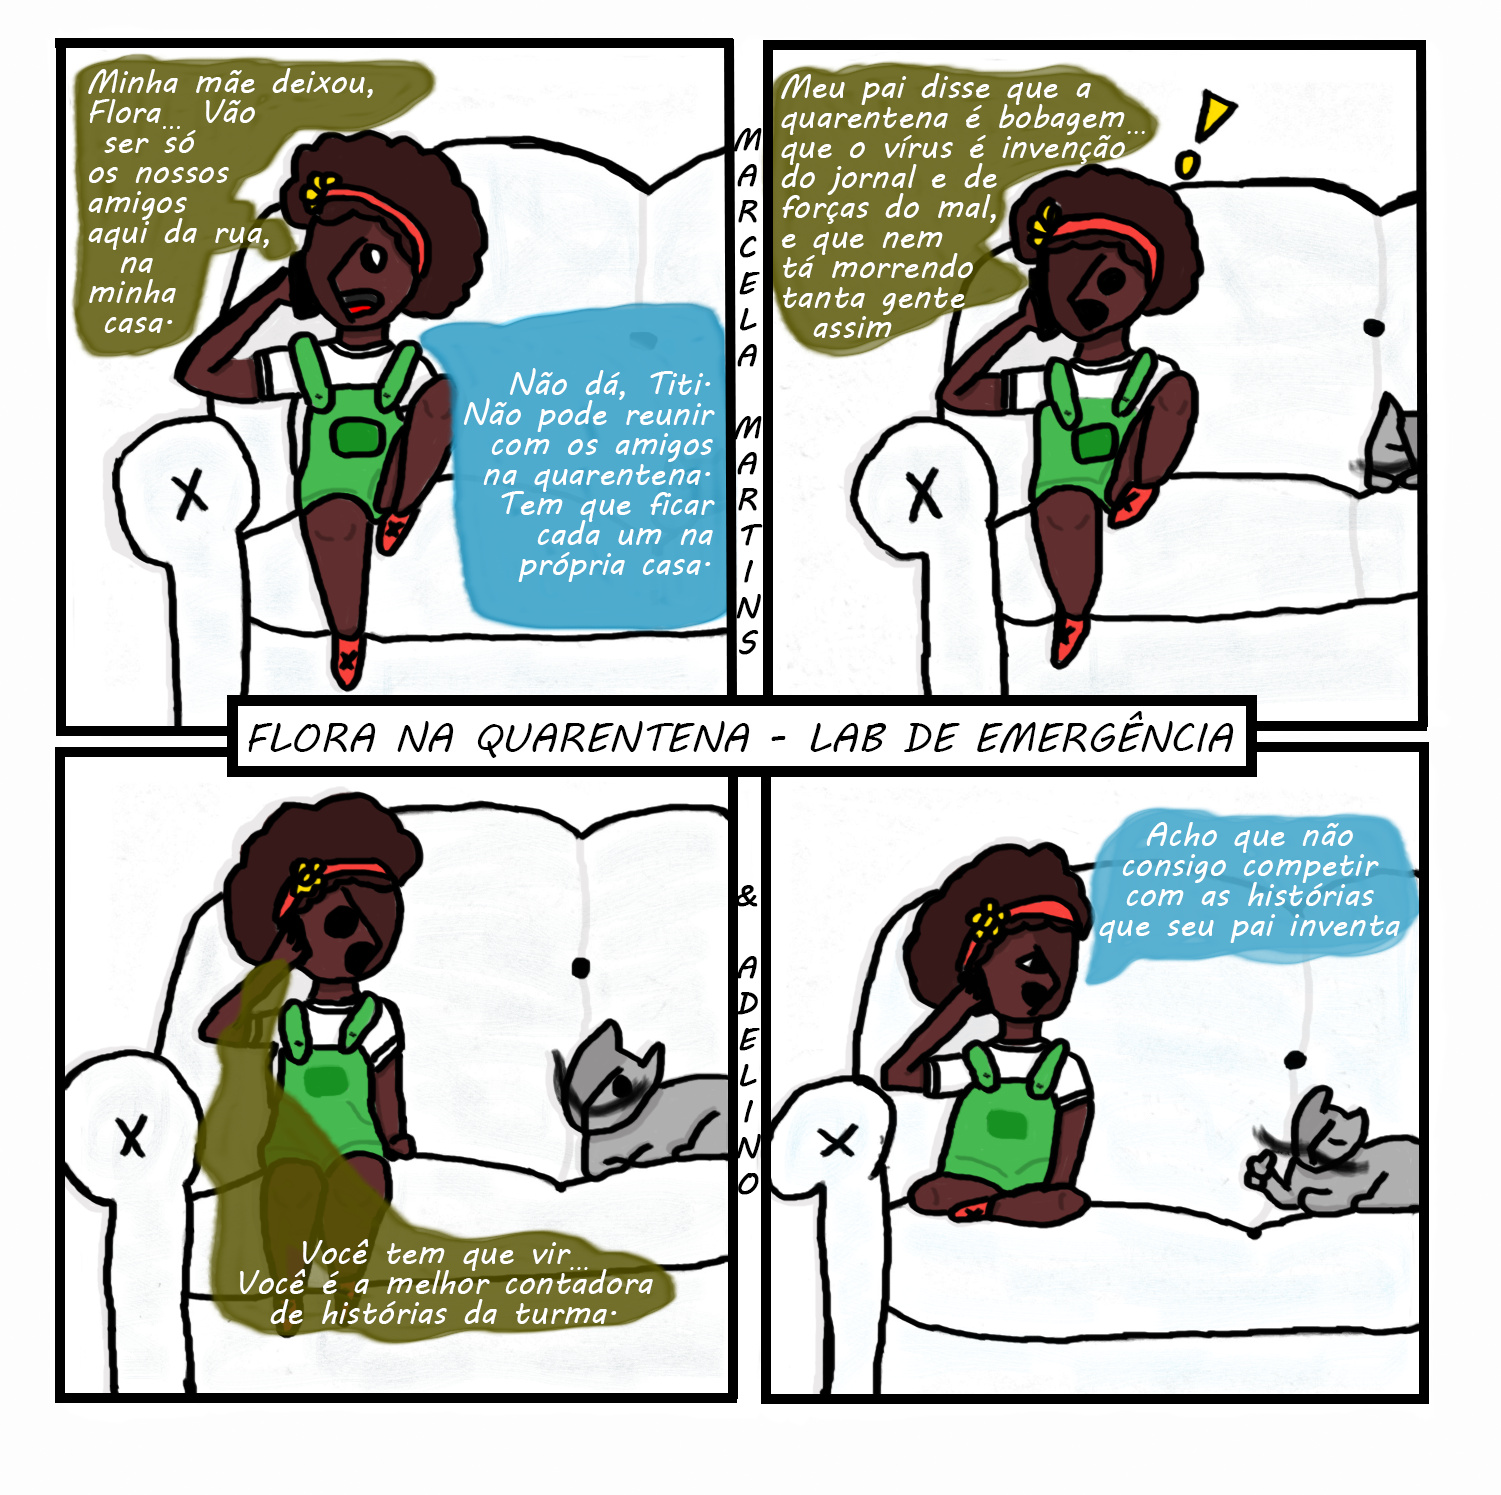 Minha mãe deixou,
Flora... Vão
ser só
os nossos
amigos
aqui da rua,
na
minha
casa.
Não dá, Titi.
Não pode reunir
com os amigos
na quarentena.
Tem que ficar
cada um na
própria casa.
Meu pai disse que a
quarentena é bobagem...
que o vírus é invenção
do jornal e de
forças do mal,
e que nem
tá morrendo
tanta gente
assim
MARCELA MARTINS
FLORA NA QUARENTENA - LAB DE EMERGÊNCIA
Você tem que vir...
Você é a melhor contadora
de histórias da turma.
& ADELINO
Acho que não
consigo competir
com as histórias
que seu pai inventa